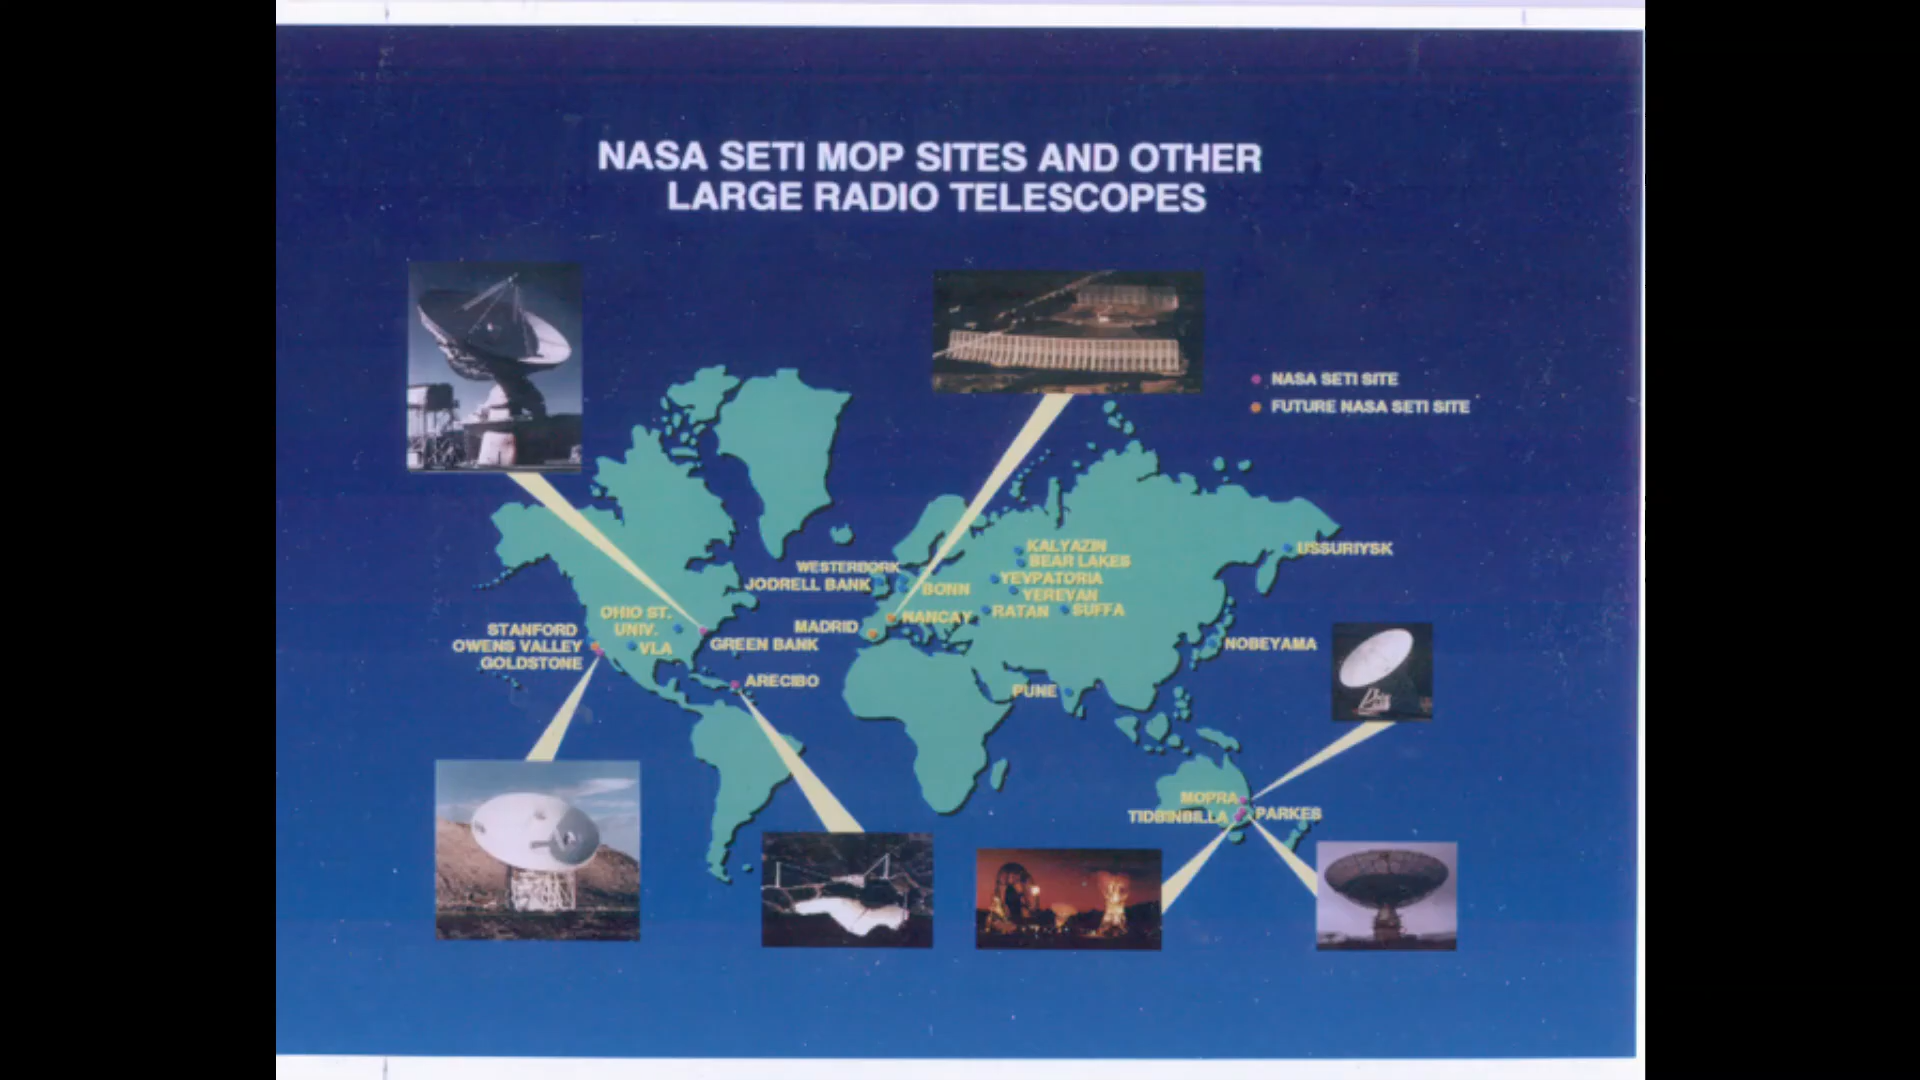 NASA SETI MOP SITES AND OTHER
LARGE RADIO TELESCOPES
NASA SETI SITE
FUTURE NASA SETI SITE
KALYAZIN
BEAR LAKES
USSURIYSK
WESTERBORK
JODRELL BANK
BONN
YEVPATORIA
YEREVAN
RATAN
SUFFA
NANCAY
MADRID
OHIO ST.
UNIV.
STANFORD
OWENS VALLEY
GOLDSTONE
VLA
GREEN BANK
NOBEYAMA
ARECIBO
PUNE
MOPRA
TIDBINBILLA
PARKES